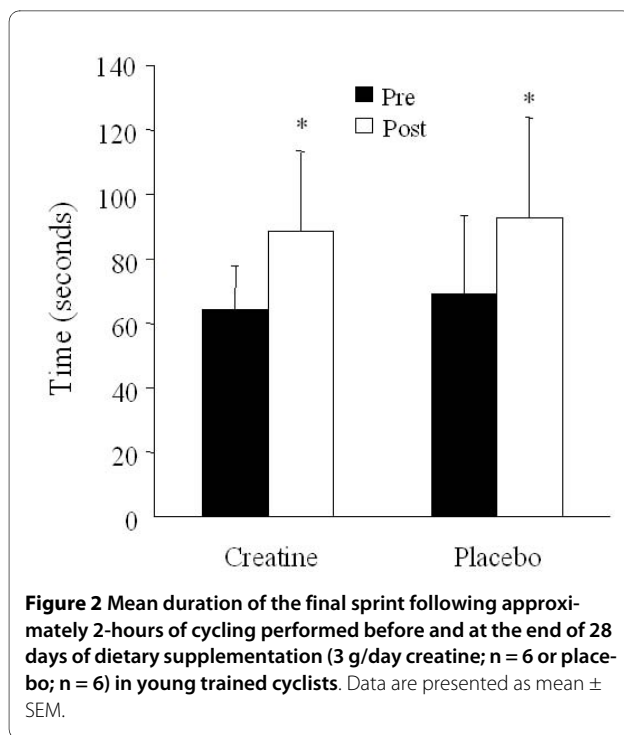 140
120
100
80
60
40
20
0
Time (seconds)
Pre
Post
*
*
Creatine
Placebo
Figure 2 Mean duration of the final sprint following approxi-
mately 2-hours of cycling performed before and at the end of 28
days of dietary supplementation (3 g/day creatine; n = 6 or place-
bo; n = 6) in young trained cyclists. Data are presented as mean ±
SEM.